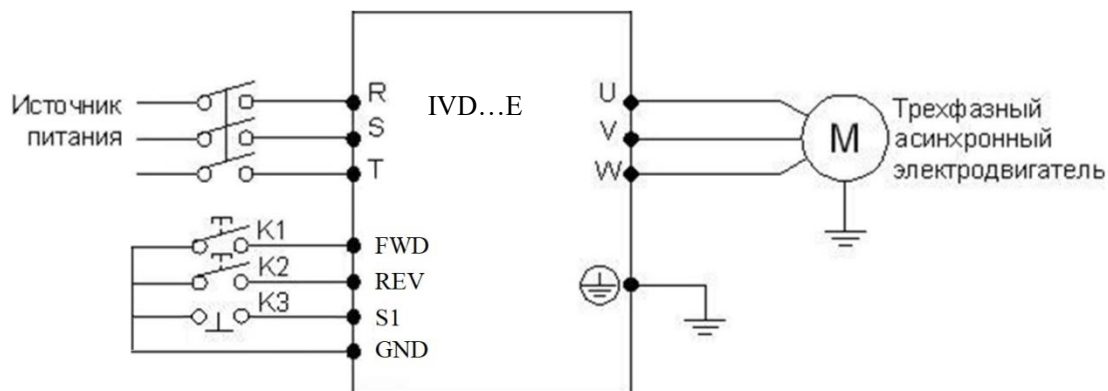 Источник
питания
R
S
T
IVD...E
U
V
W
M
Трехфазный
асинхронный
электродвигатель
K1
FWD
K2
REV
K3
S1
GND